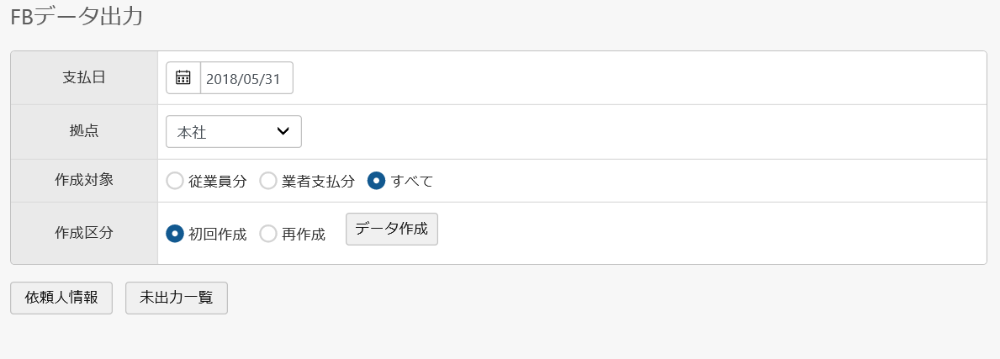 FBデータ出力
支払日 2018/05/31
拠点 本社
作成対象 従業員分 業者支払分 すべて
作成区分 初回作成 再作成 データ作成
依頼人情報 未出力一覧